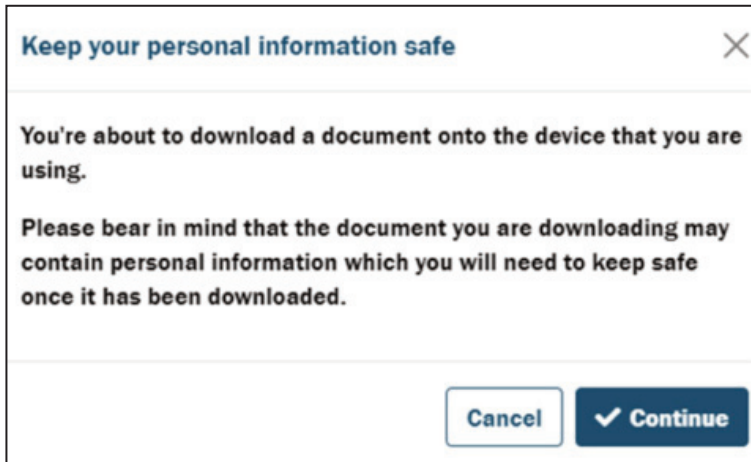 Keep your personal information safe
You're about to download a document onto the device that you are
using.
Please bear in mind that the document you are downloading may
contain personal information which you will need to keep safe
once it has been downloaded.
Cancel
Continue